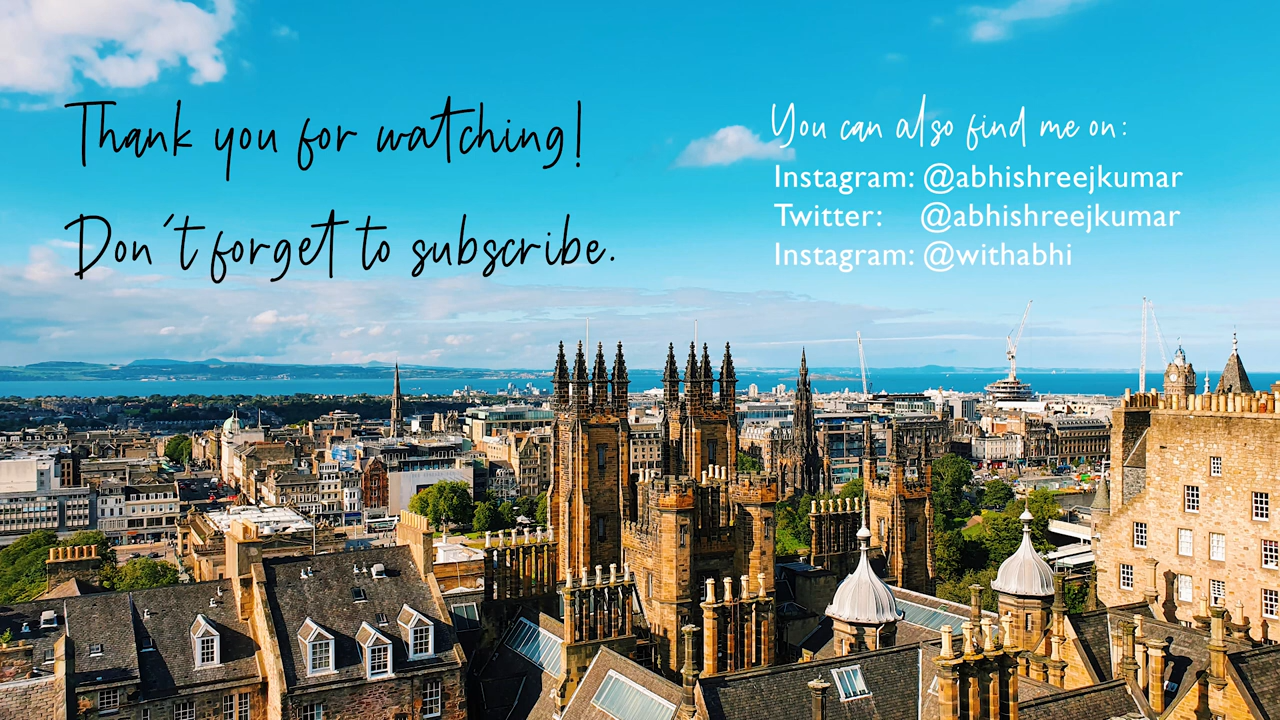 Thank you for watching!
Don't forget to subscribe.
You can also find me on:
Instagram: @abhishreejkumar
Twitter: @abhishreejkumar
Instagram: @withabhi